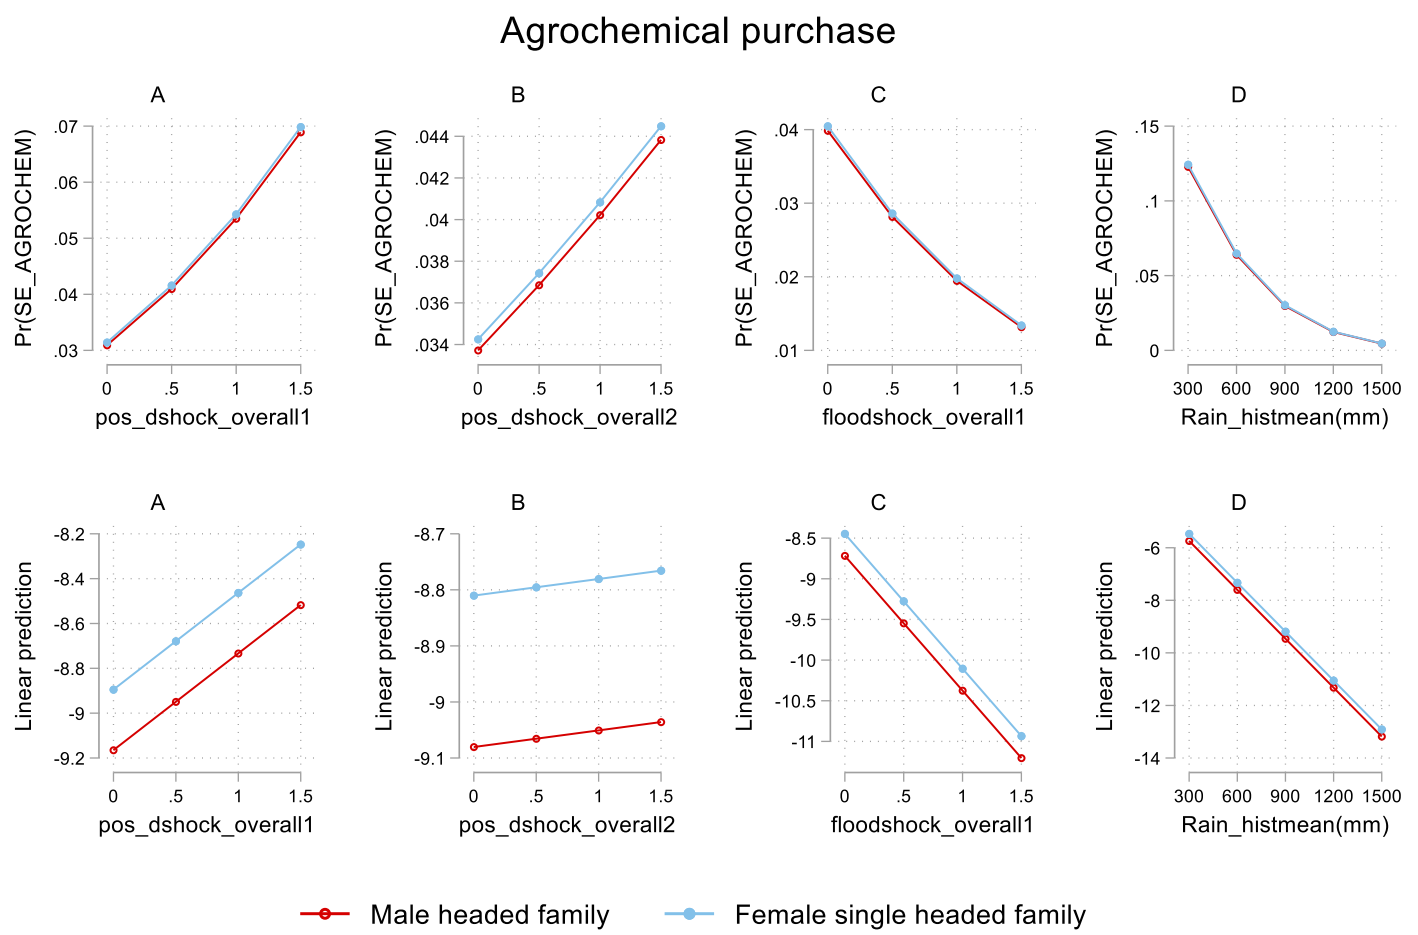 Agrochemical purchase
A
Pr(SE_AGROCHEM)
.07
.06
.05
.04
.03
0 .5 1 1.5
pos_dshock_overall1
B
Pr(SE_AGROCHEM)
.044
.042
.04
.038
.036
.034
0 .5 1 1.5
pos_dshock_overall2
C
Pr(SE_AGROCHEM)
.04
.03
.02
.01
0 .5 1 1.5
floodshock_overall1
D
Pr(SE_AGROCHEM)
.15
.1
.05
0
300 600 900 1200 1500
Rain_histmean(mm)
A
Linear prediction
-8.2
-8.4
-8.6
-8.8
-9
-9.2
0 .5 1 1.5
pos_dshock_overall1
B
Linear prediction
-8.7
-8.8
-8.9
-9
-9.1
0 .5 1 1.5
pos_dshock_overall2
C
Linear prediction
-8.5
-9
-9.5
-10
-10.5
-11
0 .5 1 1.5
floodshock_overall1
D
Linear prediction
-6
-8
-10
-12
-14
300 600 900 1200 1500
Rain_histmean(mm)
Male headed family
Female single headed family